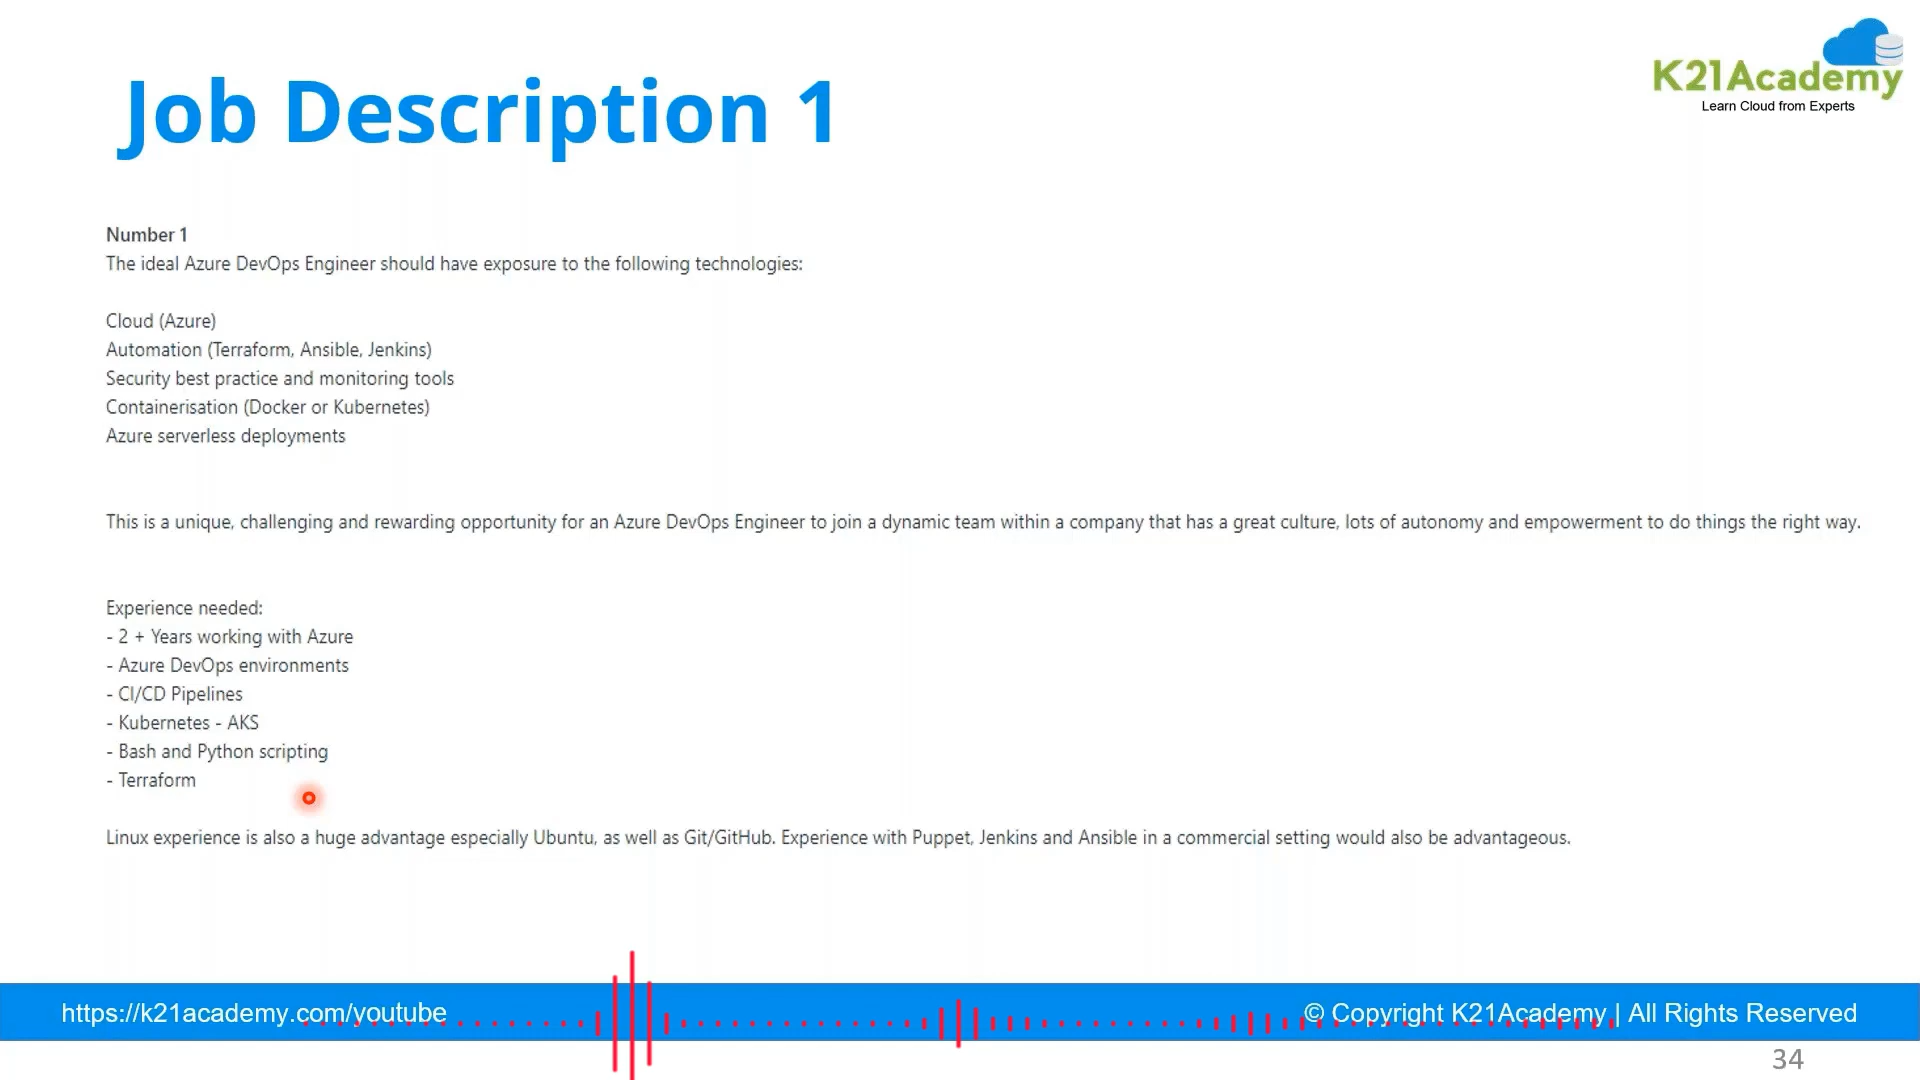 K21Academy
Learn Cloud from Experts
Job Description 1
Number 1
The ideal Azure DevOps Engineer should have exposure to the following technologies:
Cloud (Azure)
Automation (Terraform, Ansible, Jenkins)
Security best practice and monitoring tools
Containerisation (Docker or Kubernetes)
Azure serverless deployments
This is a unique, challenging and rewarding opportunity for an Azure DevOps Engineer to join a dynamic team within a company that has a great culture, lots of autonomy and empowerment to do things the right way.
Experience needed:
- 2 + Years working with Azure
- Azure DevOps environments
- CI/CD Pipelines
- Kubernetes - AKS
- Bash and Python scripting
- Terraform
Linux experience is also a huge advantage especially Ubuntu, as well as Git/GitHub. Experience with Puppet, Jenkins and Ansible in a commercial setting would also be advantageous.
https://k21academy.com/youtube
© Copyright K21Academy | All Rights Reserved
34